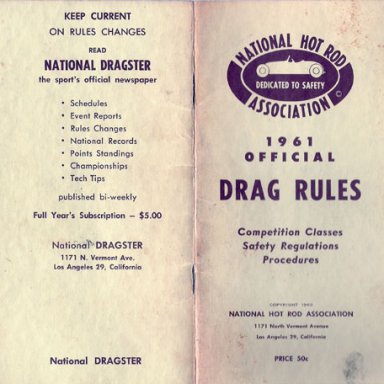 KEEP CURRENT
ON RULES CHANGES
READ
NATIONAL DRAGSTER
the sport's official newspaper
• Schedules
• Event Reports
• Rules Changes
• National Records
• Points Standings
• Championships
• Tech Tips
published bi-weekly
Full Year's Subscription — $5.00
National DRAGSTER
1171 N. Vermont Ave.
Los Angeles 29, California
National DRAGSTER
NATIONAL HOT ROD
DEDICATED TO SAFETY
ASSOCIATION
©
1961
OFFICIAL
DRAG RULES
Competition Classes
Safety Regulations
Procedures
COPYRIGHT 1960
NATIONAL HOT ROD ASSOCIATION
1171 North Vermont Avenue
Los Angeles 29, California
PRICE 50c